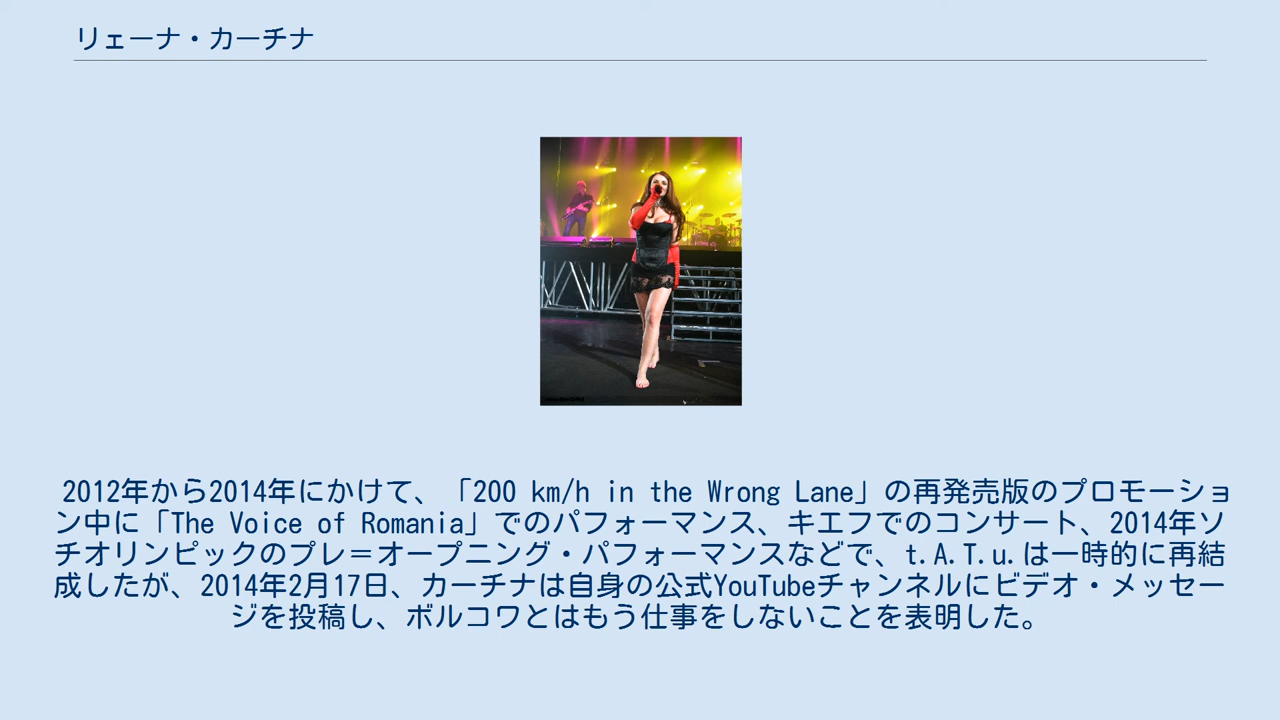 リェーナ・カーチナ
2012年から2014年にかけて、「200 km/h in the Wrong Lane」の再発売版のプロモーショ
ン中に「The Voice of Romania」でのパフォーマンス、キエフでのコンサート、2014年ソ
チオリンピックのプレ＝オープニング・パフォーマンスなどで、t.A.T.u.は一時的に再結
成したが、2014年2月17日、カーチナは自身の公式YouTubeチャンネルにビデオ・メッセー
ジを投稿し、ボルコワとはもう仕事をしないことを表明した。